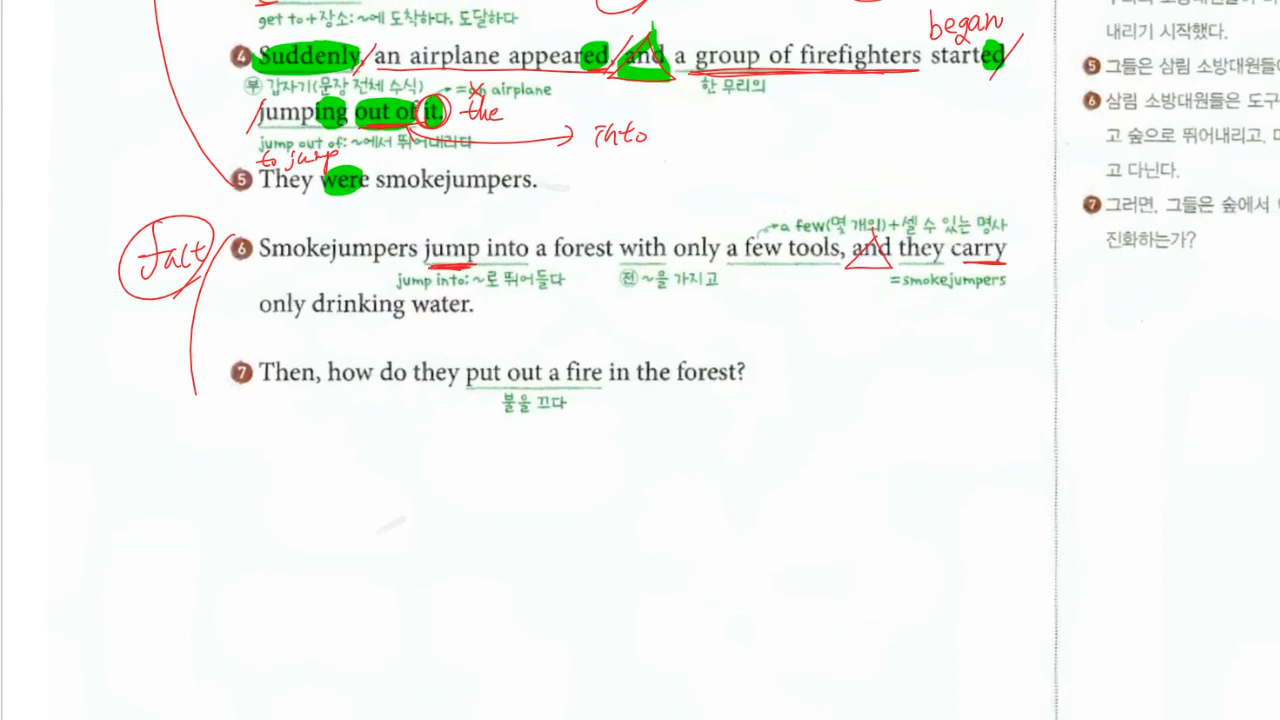 get to+장소: ~에 도착하다, 도달하다
began
④ Suddenly, an airplane appeared, and a group of firefighters started
(부) 갑자기(문장 전체 수식)
= an airplane
한 무리의
jumping out of it. the
jump out of: ~에서 뛰어내리다
into
to jump
⑤ They were smokejumpers.
a few(몇 개의)+셀 수 있는 명사
fact
⑥ Smokejumpers jump into a forest with only a few tools, and they carry
jump into: ~로 뛰어들다
(전) ~을 가지고
=smokejumpers
only drinking water.
⑦ Then, how do they put out a fire in the forest?
불을 끄다
내리기 시작했다.
⑤ 그들은 삼림 소방대원들
⑥ 삼림 소방대원들은 도구
고 숲으로 뛰어내리고,
고 다닌다.
⑦ 그러면, 그들은 숲에서
진화하는가?